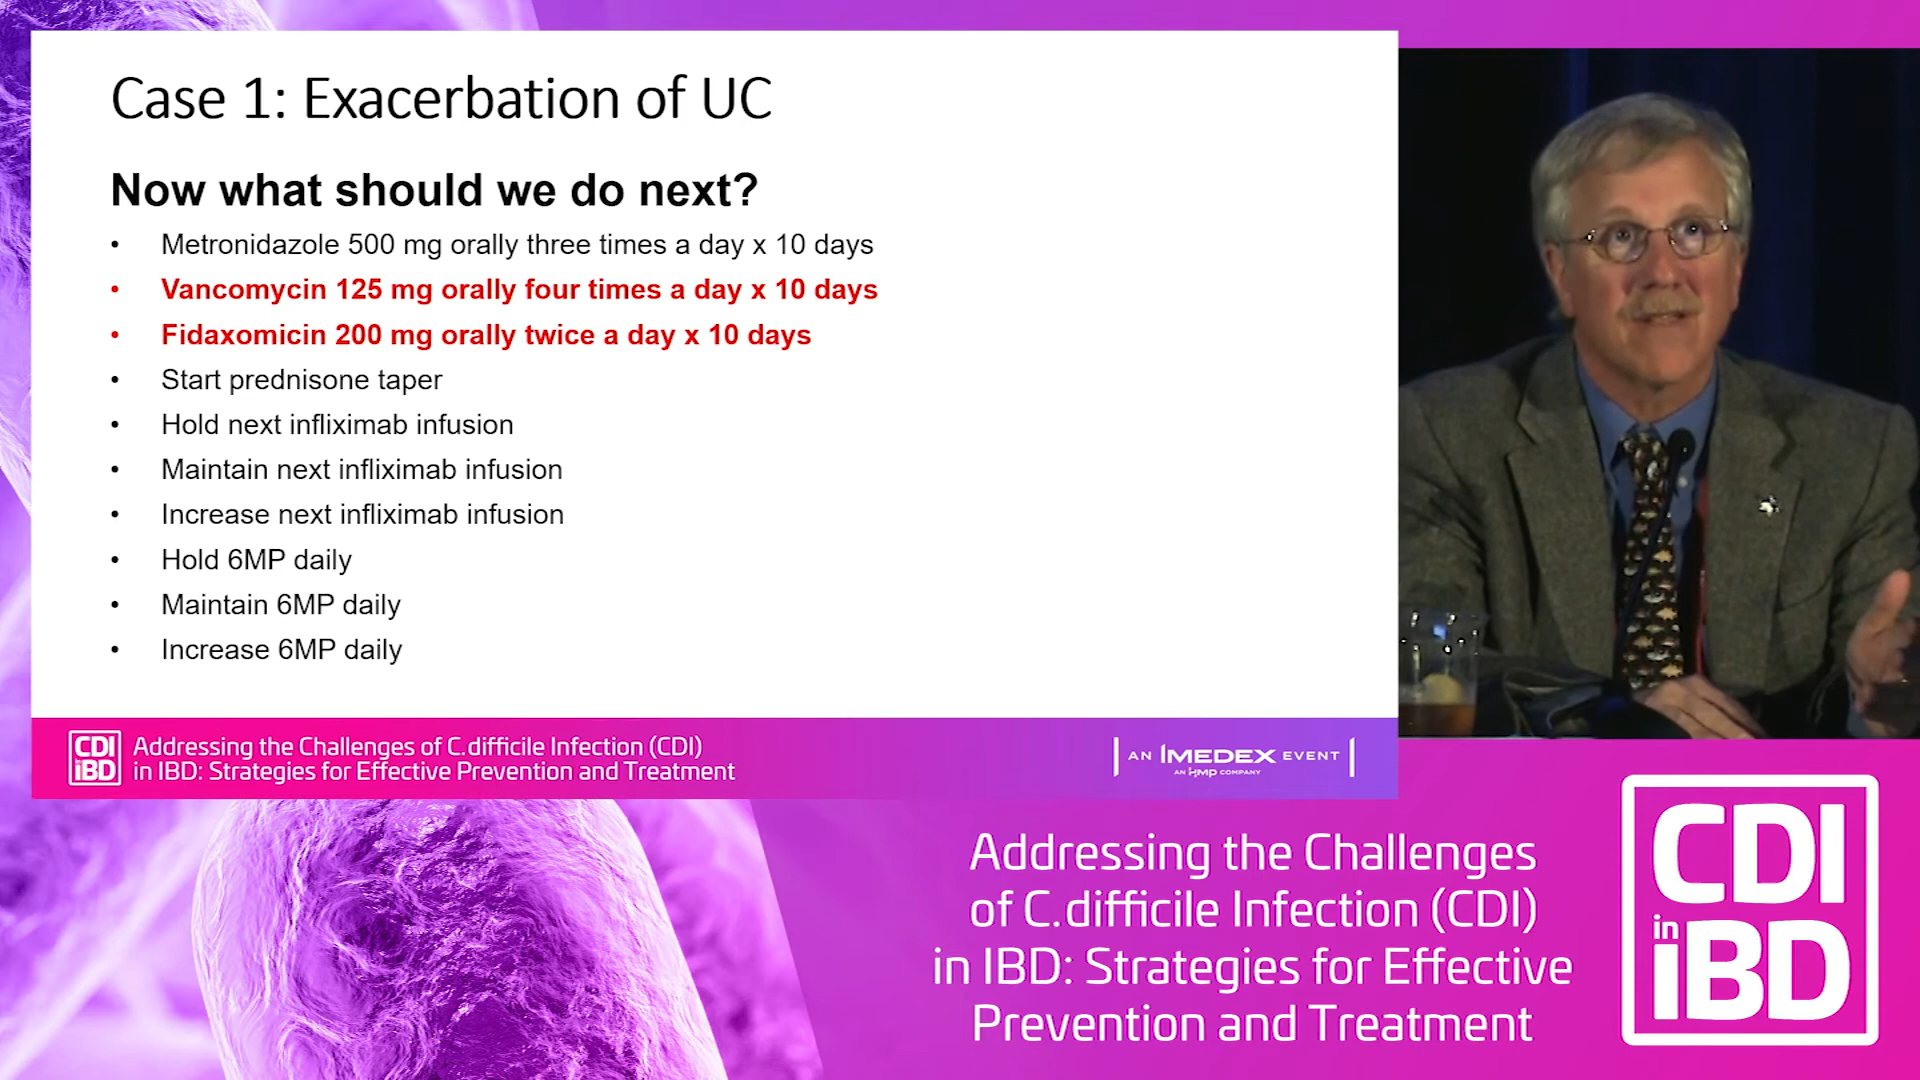 Case 1: Exacerbation of UC
Now what should we do next?
• Metronidazole 500 mg orally three times a day x 10 days
• Vancomycin 125 mg orally four times a day x 10 days
• Fidaxomicin 200 mg orally twice a day x 10 days
• Start prednisone taper
• Hold next infliximab infusion
• Maintain next infliximab infusion
• Increase next infliximab infusion
• Hold 6MP daily
• Maintain 6MP daily
• Increase 6MP daily
CDI
in
IBD
Addressing the Challenges of C.difficile Infection (CDI)
in IBD: Strategies for Effective Prevention and Treatment
AN IMEDEX EVENT
AN HMP COMPANY
Addressing the Challenges
of C.difficile Infection (CDI)
in IBD: Strategies for Effective
Prevention and Treatment
CDI
in
IBD